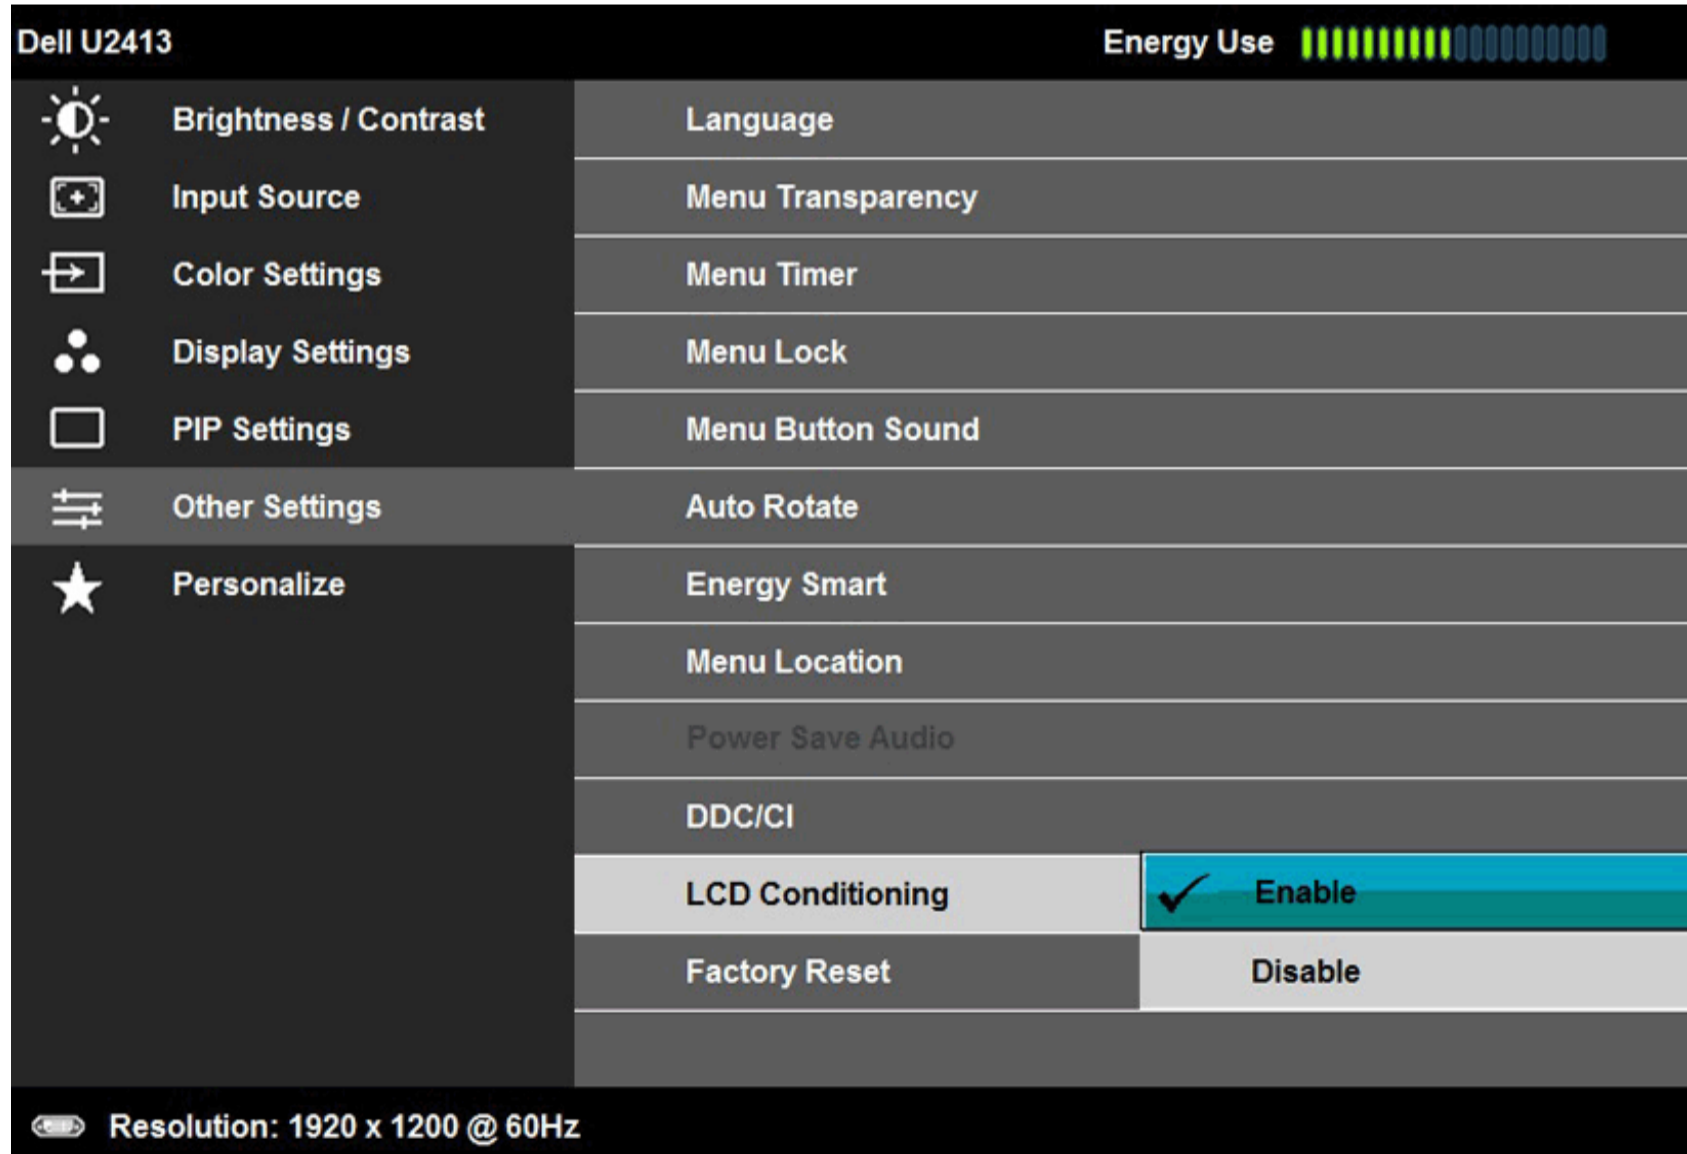 Dell U2413 Energy Use
Brightness / Contrast
Input Source
Color Settings
Display Settings
PIP Settings
Other Settings
Personalize
Language
Menu Transparency
Menu Timer
Menu Lock
Menu Button Sound
Auto Rotate
Energy Smart
Menu Location
Power Save Audio
DDC/CI
LCD Conditioning
Enable
Factory Reset
Disable
Resolution: 1920 x 1200 @ 60Hz